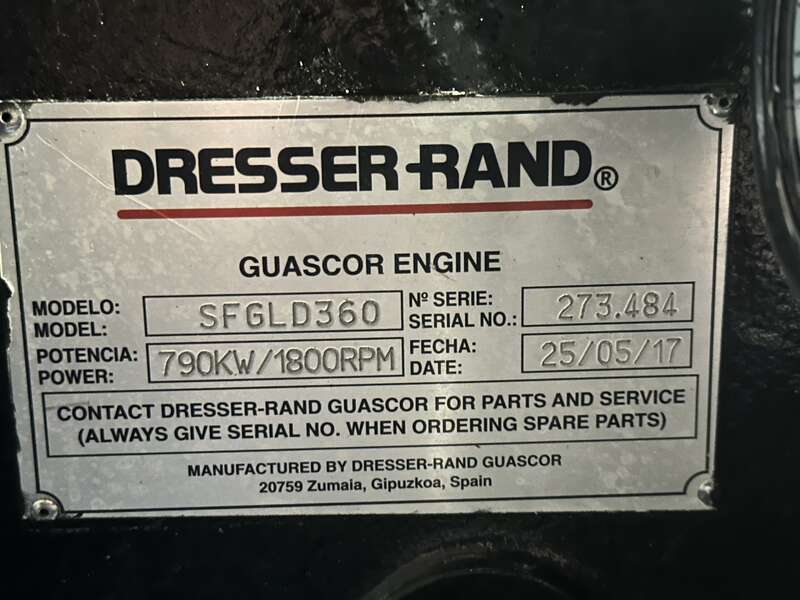 DRESSER-RAND®
GUASCOR ENGINE
MODELO: MODEL: SFGLD360 Nº SERIE: SERIAL NO.: 273.484
POTENCIA: POWER: 790KW/1800RPM FECHA: DATE: 25/05/17
CONTACT DRESSER-RAND GUASCOR FOR PARTS AND SERVICE
(ALWAYS GIVE SERIAL NO. WHEN ORDERING SPARE PARTS)
MANUFACTURED BY DRESSER-RAND GUASCOR
20759 Zumaia, Gipuzkoa, Spain